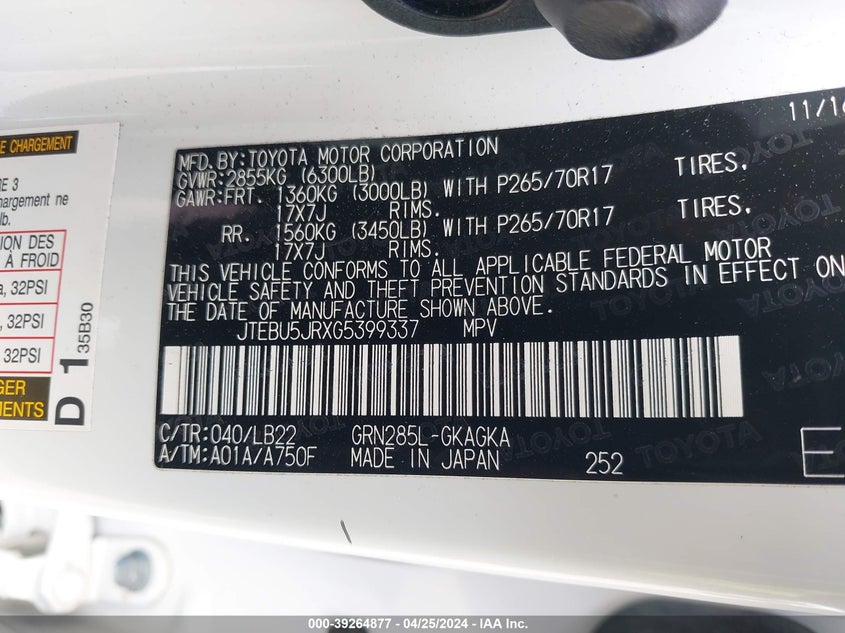 E CHARGEMENT
RE 3
hargement ne
lb.
ION DES
À FROID
a, 32PSI
, 32PSI
32PSI
GER
EMENTS
D 1
35B30
11/16
MFD. BY:TOYOTA MOTOR CORPORATION
GVWR:2855KG (6300LB)
GAWR:FRT. 1360KG (3000LB) WITH P265/70R17 TIRES,
17X7J RIMS.
RR. 1560KG (3450LB) WITH P265/70R17 TIRES,
17X7J RIMS.
THIS VEHICLE CONFORMS TO ALL APPLICABLE FEDERAL MOTOR
VEHICLE SAFETY AND THEFT PREVENTION STANDARDS IN EFFECT ON
THE DATE OF MANUFACTURE SHOWN ABOVE.
JTEBU5JRXG5399337 MPV
C/TR:040/LB22 GRN285L-GKAGKA
A/TM:A01A/A750F MADE IN JAPAN 252
E
000-39264877 - 04/25/2024 - IAA Inc.